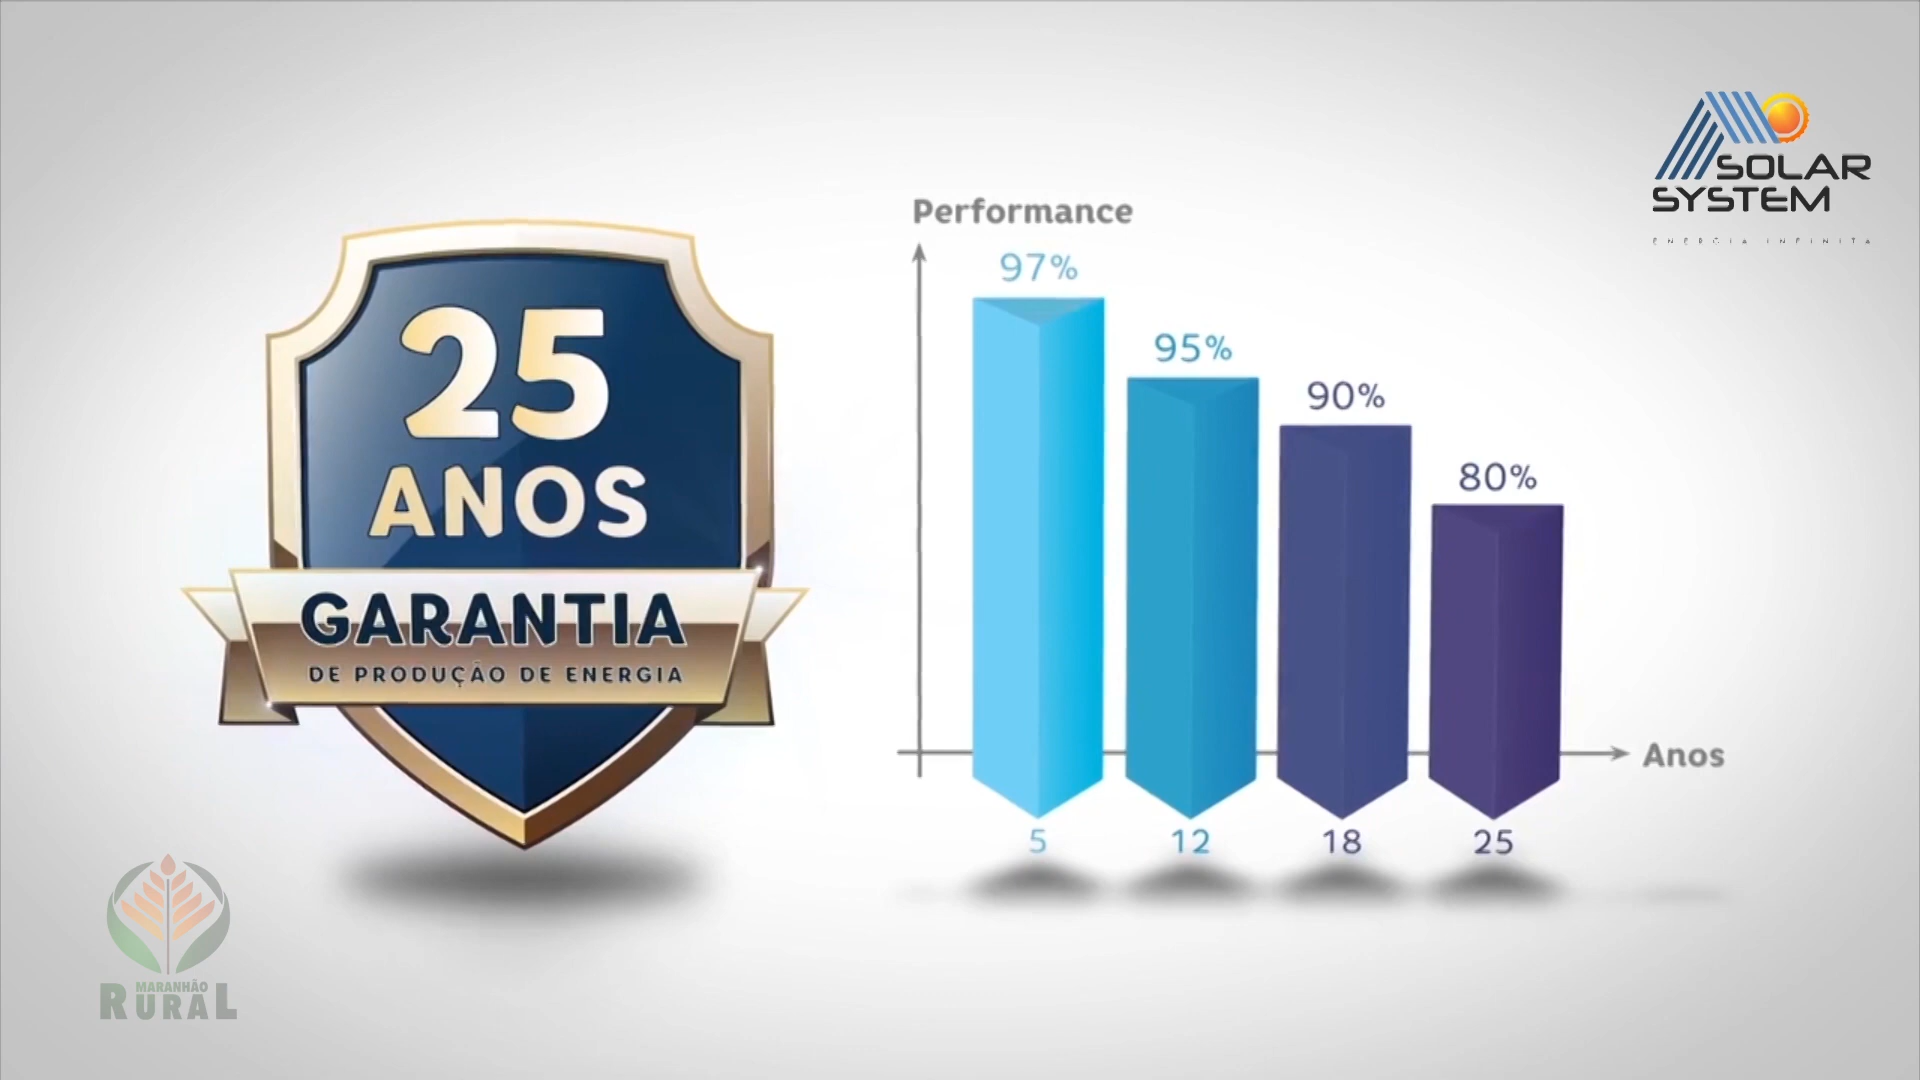 25
ANOS
GARANTIA
DE PRODUÇÃO DE ENERGIA
Performance
97%
95%
90%
80%
Anos
5
12
18
25
SOLAR
SYSTEM
ENERGIA INFINITA
MARANHÃO
RURAL